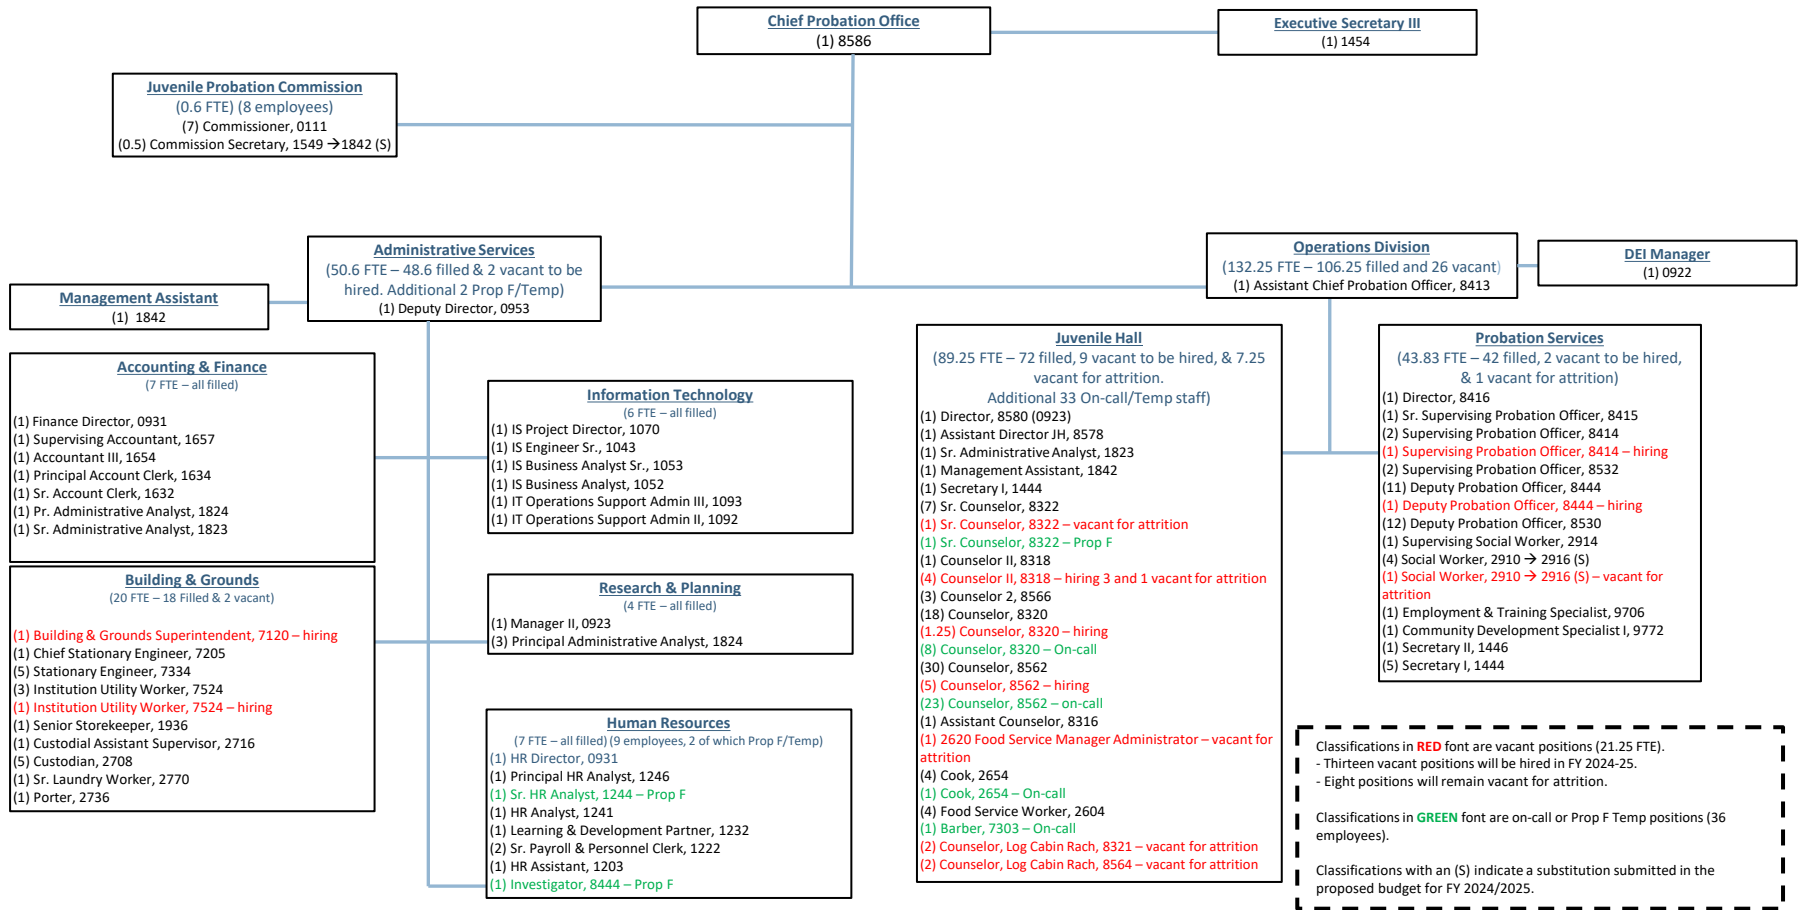 Chief Probation Office
(1) 8586
Executive Secretary III
(1) 1454
Juvenile Probation Commission
(0.6 FTE) (8 employees)
(7) Commissioner, 0111
(0.5) Commission Secretary, 1549 →1842 (S)
Administrative Services
(50.6 FTE – 48.6 filled & 2 vacant to be
hired. Additional 2 Prop F/Temp)
(1) Deputy Director, 0953
Operations Division
(132.25 FTE – 106.25 filled and 26 vacant)
(1) Assistant Chief Probation Officer, 8413
DEI Manager
(1) 0922
Management Assistant
(1) 1842
Accounting & Finance
(7 FTE – all filled)
(1) Finance Director, 0931
(1) Supervising Accountant, 1657
(1) Accountant III, 1654
(1) Principal Account Clerk, 1634
(1) Sr. Account Clerk, 1632
(1) Pr. Administrative Analyst, 1824
(1) Sr. Administrative Analyst, 1823
Information Technology
(6 FTE – all filled)
(1) IS Project Director, 1070
(1) IS Engineer Sr., 1043
(1) IS Business Analyst Sr., 1053
(1) IS Business Analyst, 1052
(1) IT Operations Support Admin III, 1093
(1) IT Operations Support Admin II, 1092
Building & Grounds
(20 FTE – 18 Filled & 2 vacant)
(1) Building & Grounds Superintendent, 7120 – hiring
(1) Chief Stationary Engineer, 7205
(5) Stationary Engineer, 7334
(3) Institution Utility Worker, 7524
(1) Institution Utility Worker, 7524 – hiring
(1) Senior Storekeeper, 1936
(1) Custodial Assistant Supervisor, 2716
(5) Custodian, 2708
(1) Sr. Laundry Worker, 2770
(1) Porter, 2736
Research & Planning
(4 FTE – all filled)
(1) Manager II, 0923
(3) Principal Administrative Analyst, 1824
Human Resources
(7 FTE – all filled) (9 employees, 2 of which Prop F/Temp)
(1) HR Director, 0931
(1) Principal HR Analyst, 1246
(1) Sr. HR Analyst, 1244 – Prop F
(1) HR Analyst, 1241
(1) Learning & Development Partner, 1232
(2) Sr. Payroll & Personnel Clerk, 1222
(1) HR Assistant, 1203
(1) Investigator, 8444 – Prop F
Juvenile Hall
(89.25 FTE – 72 filled, 9 vacant to be hired, & 7.25
vacant for attrition.
Additional 33 On-call/Temp staff)
(1) Director, 8580 (0923)
(1) Assistant Director JH, 8578
(1) Sr. Administrative Analyst, 1823
(1) Management Assistant, 1842
(1) Secretary I, 1444
(7) Sr. Counselor, 8322
(1) Sr. Counselor, 8322 – vacant for attrition
(1) Sr. Counselor, 8322 – Prop F
(1) Counselor II, 8318
(4) Counselor II, 8318 – hiring 3 and 1 vacant for attrition
(3) Counselor 2, 8566
(18) Counselor, 8320
(1.25) Counselor, 8320 – hiring
(8) Counselor, 8320 – On-call
(30) Counselor, 8562
(5) Counselor, 8562 – hiring
(23) Counselor, 8562 – on-call
(1) Assistant Counselor, 8316
(1) 2620 Food Service Manager Administrator – vacant for
attrition
(4) Cook, 2654
(1) Cook, 2654 – On-call
(4) Food Service Worker, 2604
(1) Barber, 7303 – On-call
(2) Counselor, Log Cabin Rach, 8321 – vacant for attrition
(2) Counselor, Log Cabin Rach, 8564 – vacant for attrition
Probation Services
(43.83 FTE – 42 filled, 2 vacant to be hired,
& 1 vacant for attrition)
(1) Director, 8416
(1) Sr. Supervising Probation Officer, 8415
(2) Supervising Probation Officer, 8414
(1) Supervising Probation Officer, 8414 – hiring
(2) Supervising Probation Officer, 8532
(11) Deputy Probation Officer, 8444
(1) Deputy Probation Officer, 8444 – hiring
(12) Deputy Probation Officer, 8530
(1) Supervising Social Worker, 2914
(4) Social Worker, 2910 → 2916 (S)
(1) Social Worker, 2910 → 2916 (S) – vacant for
attrition
(1) Employment & Training Specialist, 9706
(1) Community Development Specialist I, 9772
(1) Secretary II, 1446
(5) Secretary I, 1444
Classifications in RED font are vacant positions (21.25 FTE).
- Thirteen vacant positions will be hired in FY 2024-25.
- Eight positions will remain vacant for attrition.
Classifications in GREEN font are on-call or Prop F Temp positions (36
employees).
Classifications with an (S) indicate a substitution submitted in the
proposed budget for FY 2024/2025.